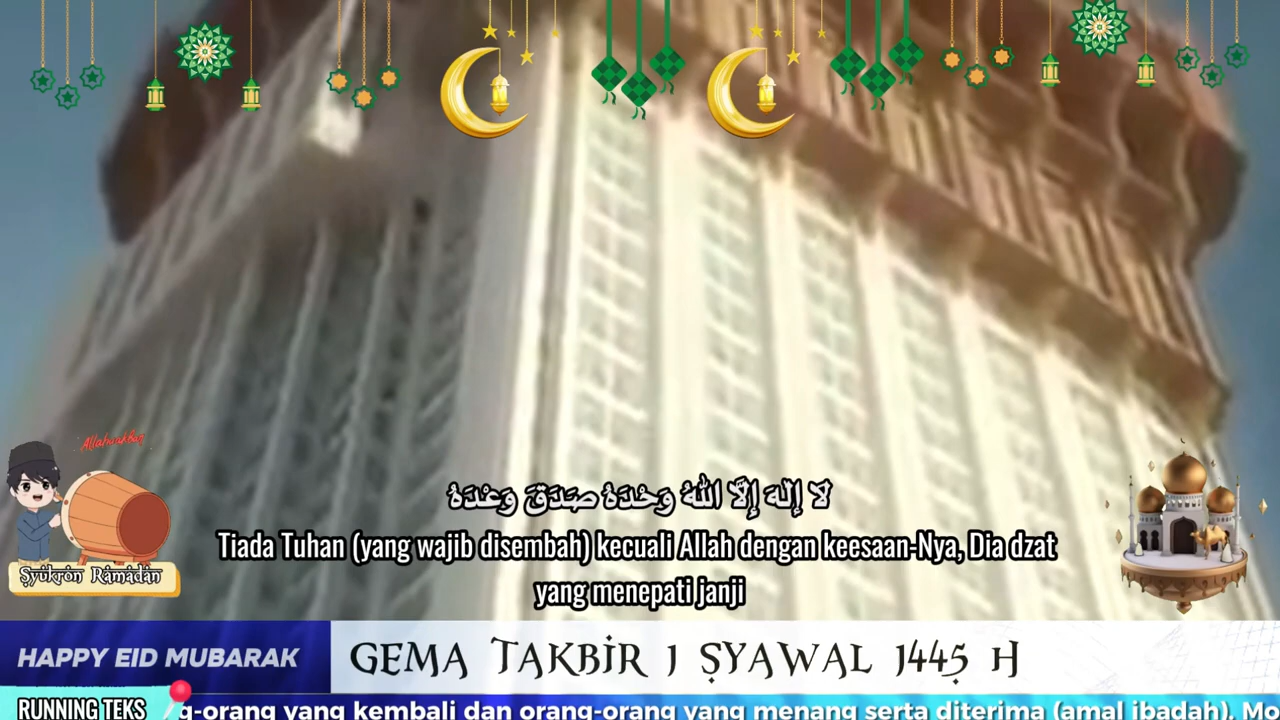 Allahuakbar
لَا إِلٰهَ إِلَّا اللهُ وَحْدَهُ صَدَقَ وَعْدَهُ
Tiada Tuhan (yang wajib disembah) kecuali Allah dengan keesaan-Nya, Dia dzat
yang menepati janji
Syukron Ramadan
HAPPY EID MUBARAK
GEMA TAKBIR 1 SYAWAL 1445 H
RUNNING TEKS
g-orang yang kembali dan orang-orang yang menang serta diterima (amal ibadah). Mo